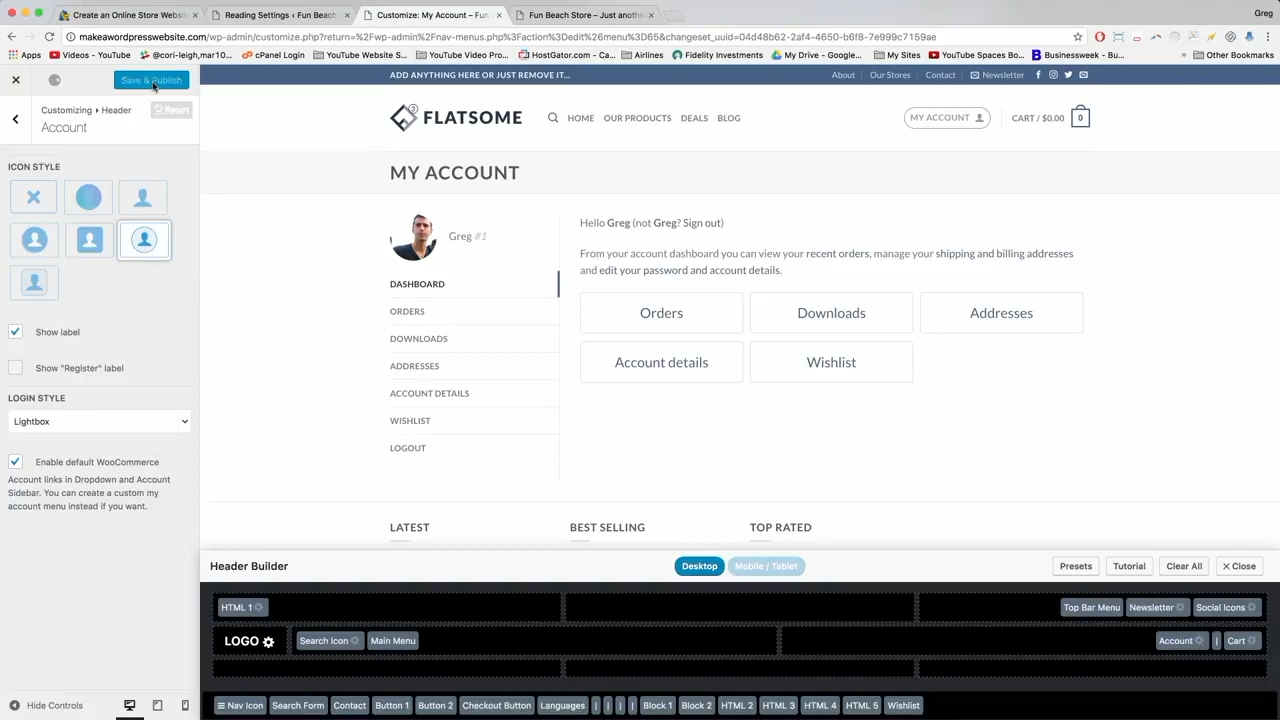 Create an Online Store Websit
Reading Settings ‹ Fun Beach
Customize: My Account – Fun
Fun Beach Store – Just anoth
Greg
makeawordpresswebsite.com/wp-admin/customize.php?return=%2Fwp-admin%2Fnav-menus.php%3Faction%3Dedit%26menu%3D65&changeset_uuid=04d48b62-2af4-4650-b6f8-7e999c7159ae
Apps
Videos - YouTube
@cori-leigh,mar10...
cPanel Login
YouTube Website S...
YouTube Video Pro...
HostGator.com - C...
Airlines
Fidelity Investments
My Drive - Google...
My Sites
YouTube Spaces Bo...
Businessweek - Bu...
»
Other Bookmarks
Save & Publish
ADD ANYTHING HERE OR JUST REMOVE IT...
About
Our Stores
Contact
Newsletter
Customizing ▸ Header
Reset
Account
3
FLATSOME
HOME
OUR PRODUCTS
DEALS
BLOG
MY ACCOUNT
CART / $0.00
0
ICON STYLE
MY ACCOUNT
Greg #1
Hello Greg (not Greg? Sign out)
From your account dashboard you can view your recent orders, manage your shipping and billing addresses
and edit your password and account details.
DASHBOARD
ORDERS
DOWNLOADS
ADDRESSES
ACCOUNT DETAILS
WISHLIST
LOGOUT
Orders
Downloads
Addresses
Account details
Wishlist
Show label
Show "Register" label
LOGIN STYLE
Lightbox
Enable default WooCommerce
Account links in Dropdown and Account
Sidebar. You can create a custom my
account menu instead if you want.
LATEST
BEST SELLING
TOP RATED
Header Builder
Desktop
Mobile / Tablet
Presets
Tutorial
Clear All
✕ Close
HTML 1
Top Bar Menu
Newsletter
Social Icons
LOGO
Search Icon
Main Menu
Account
|
Cart
Hide Controls
Nav Icon
Search Form
Contact
Button 1
Button 2
Checkout Button
Languages
|
|
|
|
Block 1
Block 2
HTML 2
HTML 3
HTML 4
HTML 5
Wishlist